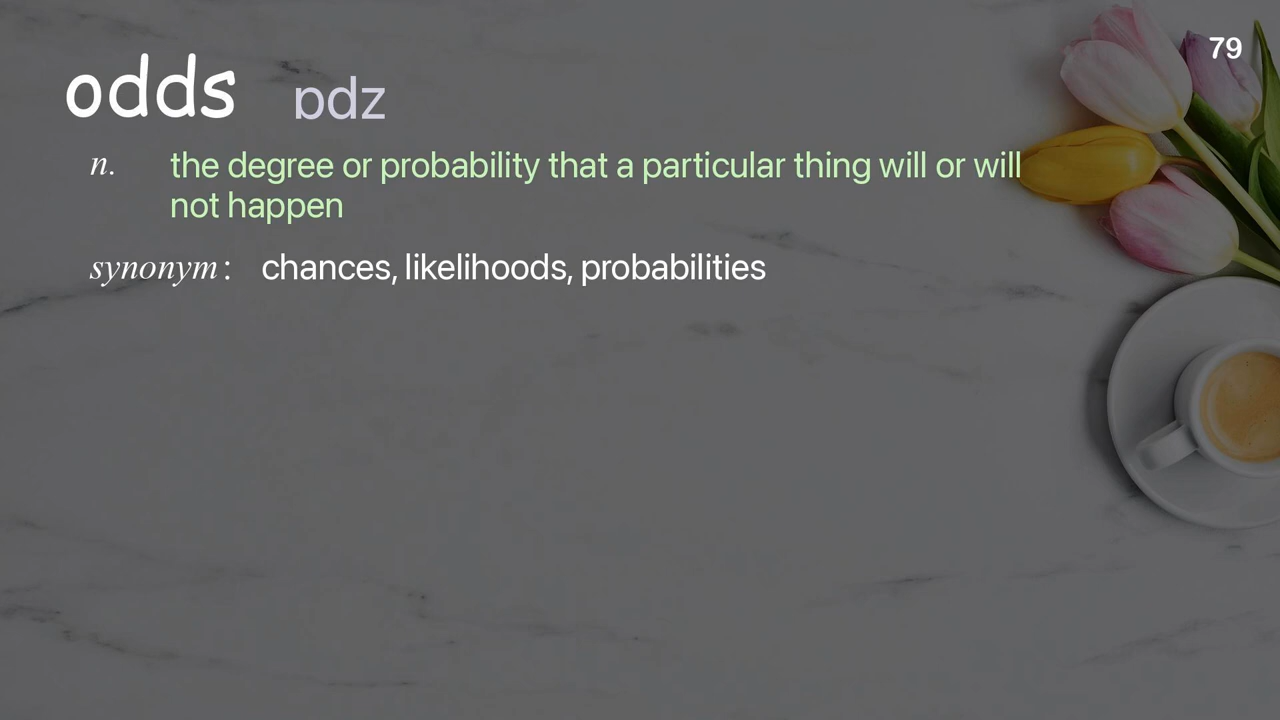 79
odds ɒdz
n. the degree or probability that a particular thing will or will
not happen
synonym: chances, likelihoods, probabilities